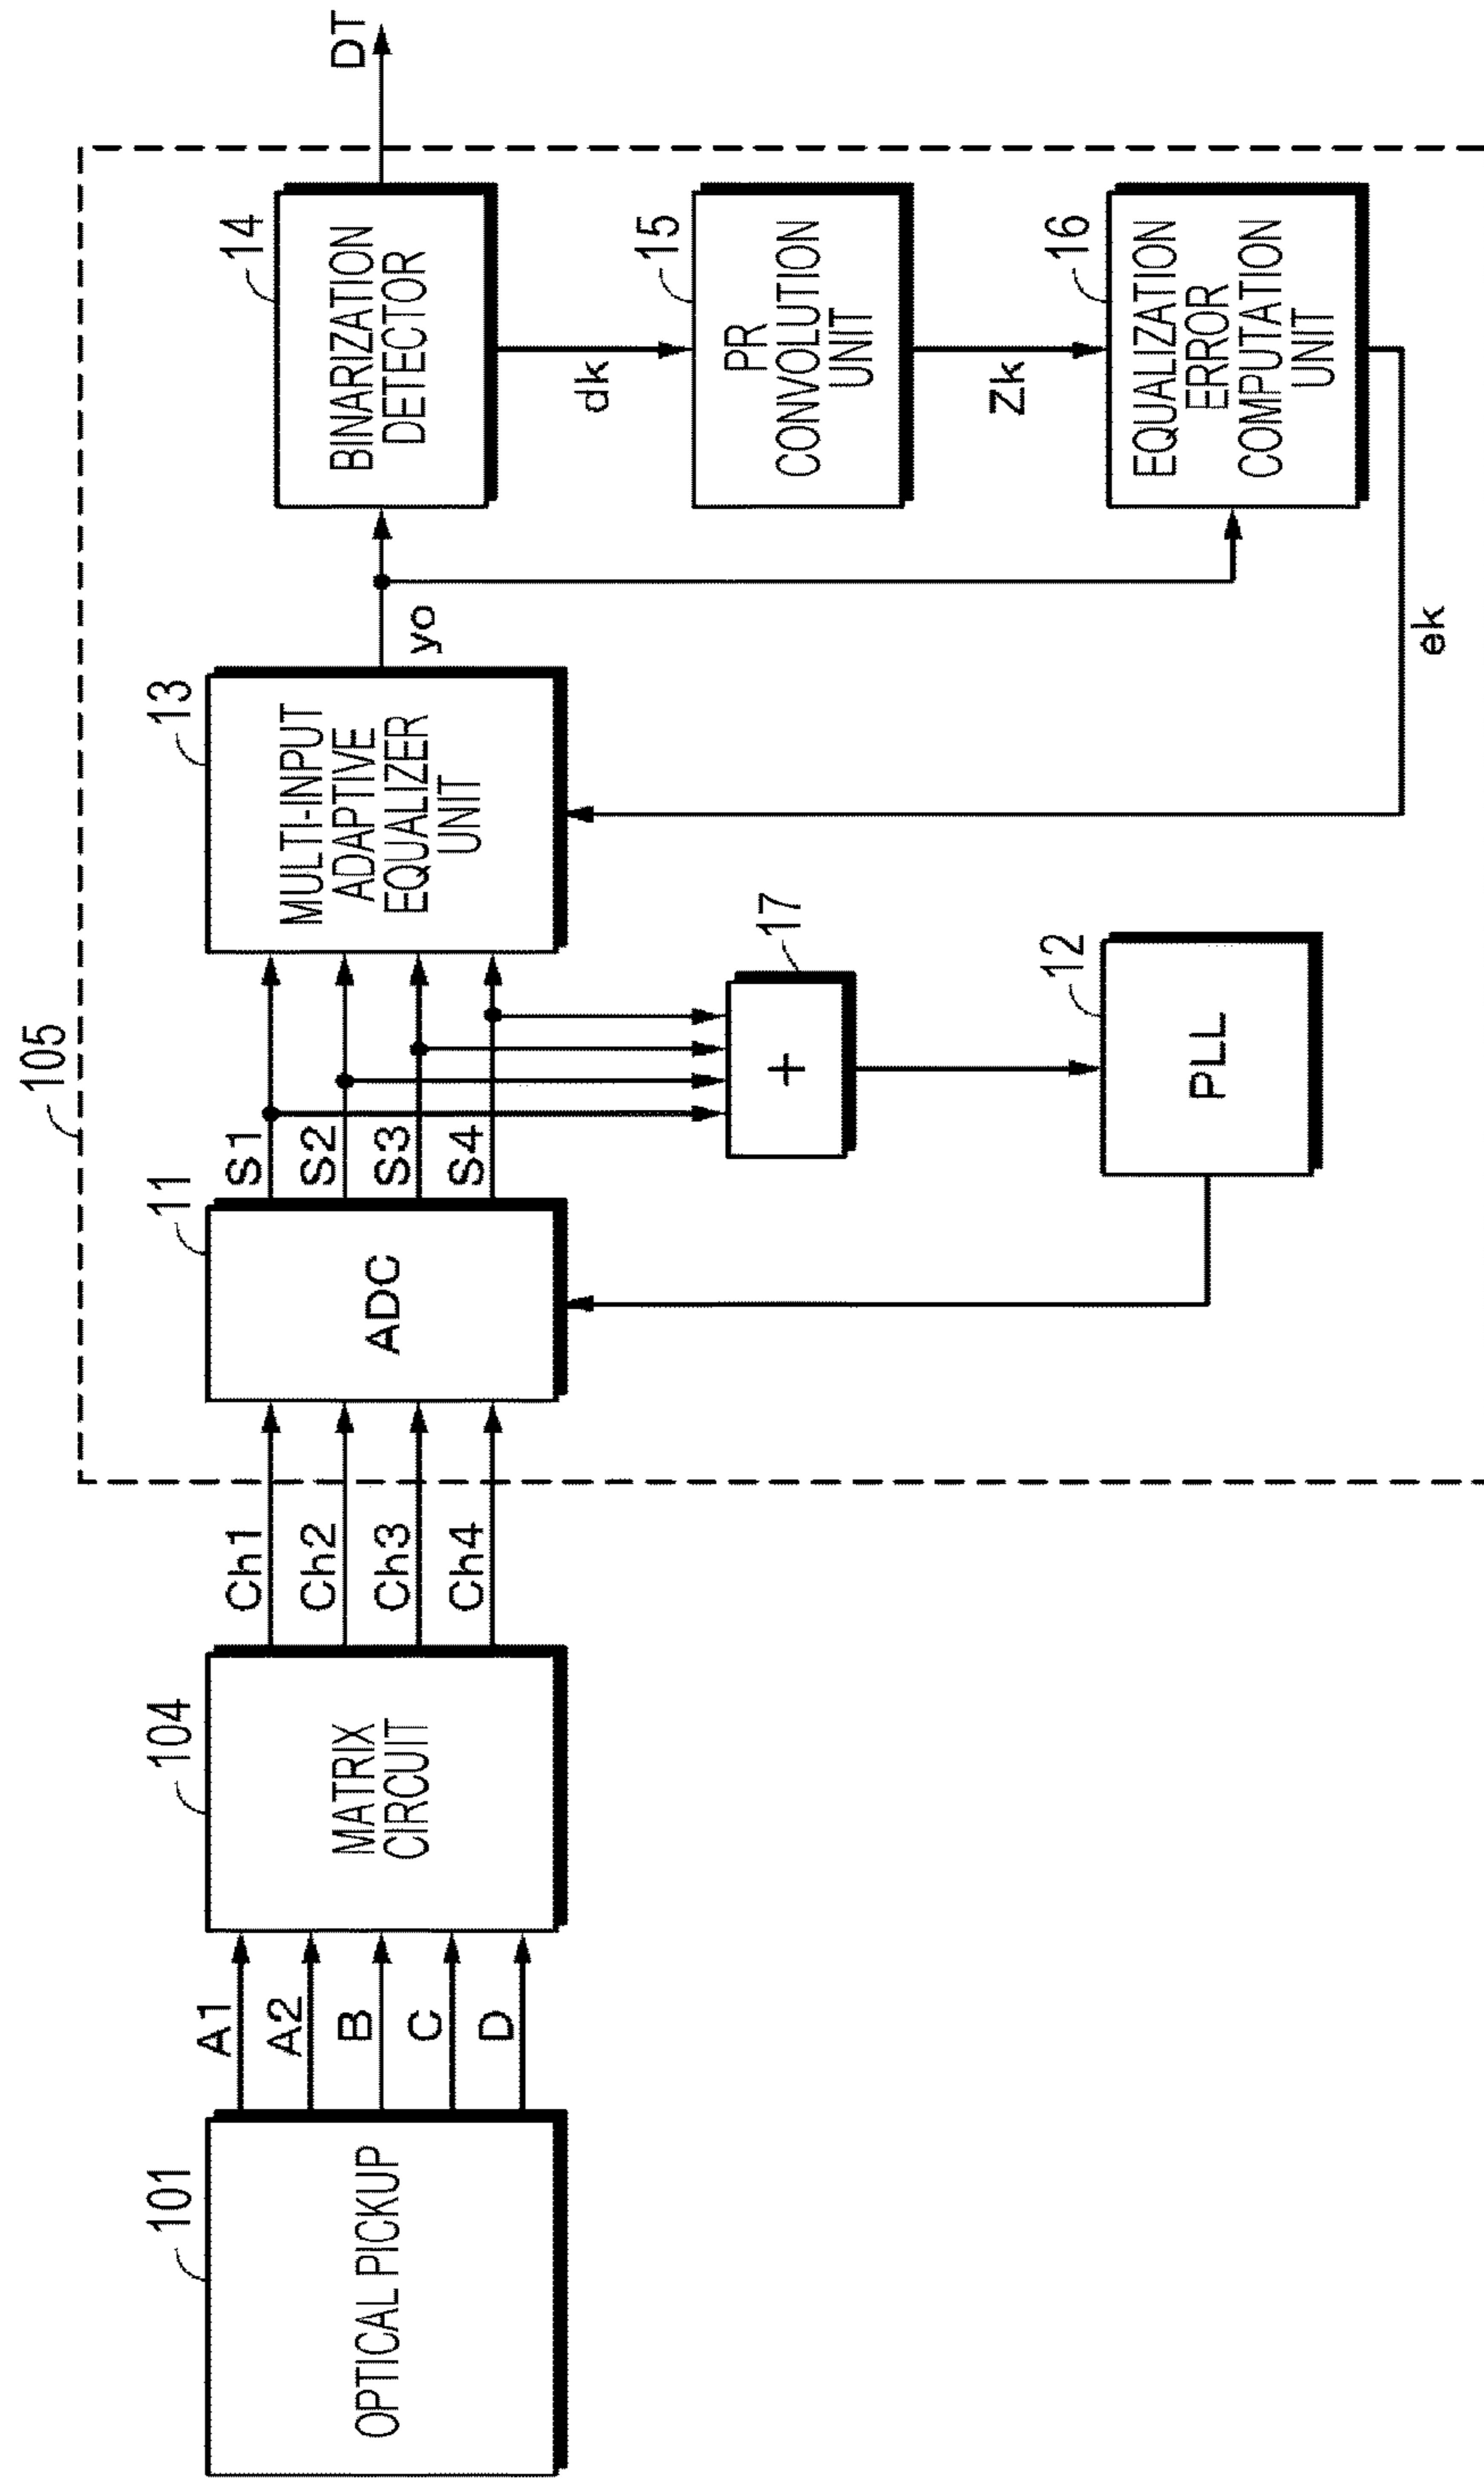 105
101
OPTICAL PICKUP
A1
A2
B
C
D
104
MATRIX
CIRCUIT
Ch1
Ch2
Ch3
Ch4
11
ADC
S1
S2
S3
S4
13
MULTI-INPUT
ADAPTIVE
EQUALIZER
UNIT
yo
14
BINARIZATION
DETECTOR
DT
dk
15
PR
CONVOLUTION
UNIT
Zk
16
EQUALIZATION
ERROR
COMPUTATION
UNIT
ek
17
+
12
PLL